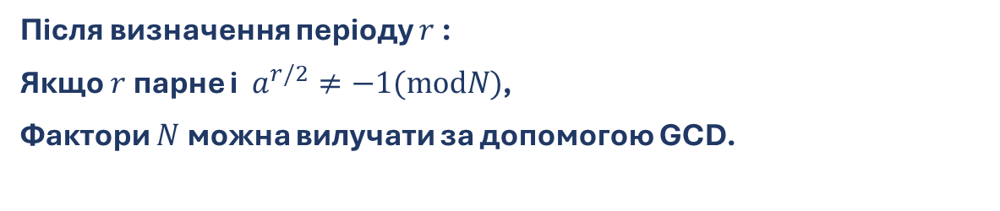 Після визначення періоду r :
Якщо r парне і a^{r/2} ≠ −1(modN),
Фактори N можна вилучати за допомогою GCD.